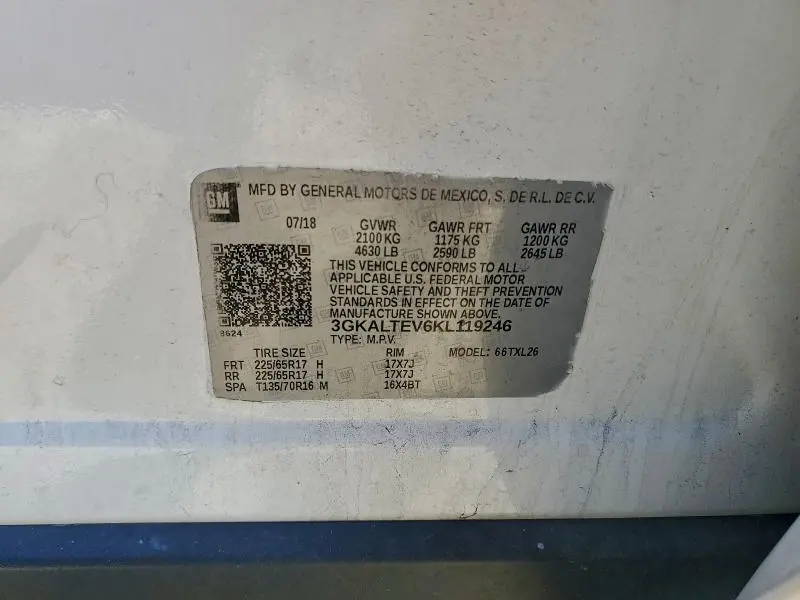 GM
MFD BY GENERAL MOTORS DE MEXICO, S. DE R.L. DE C.V.
07/18 GVWR GAWR FRT GAWR RR
2100 KG 1175 KG 1200 KG
4630 LB 2590 LB 2645 LB
THIS VEHICLE CONFORMS TO ALL
APPLICABLE U.S. FEDERAL MOTOR
VEHICLE SAFETY AND THEFT PREVENTION
STANDARDS IN EFFECT ON THE DATE OF
MANUFACTURE SHOWN ABOVE.
3GKALTEV6KL119246
8624
TYPE: M.P.V.
TIRE SIZE RIM MODEL: 66TXL26
FRT 225/65R17 H 17X7J
RR 225/65R17 H 17X7J
SPA T135/70R16 M 16X4BT